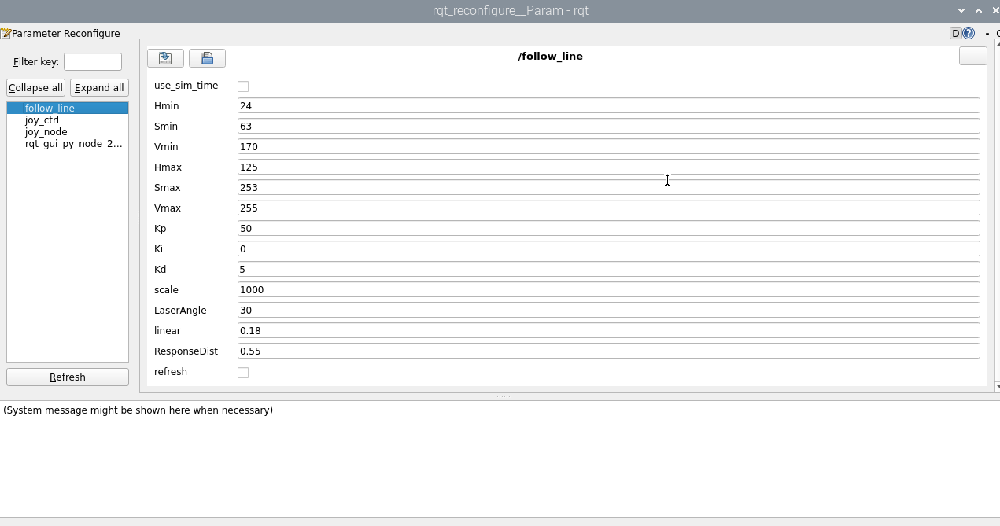 rqt_reconfigure__Param - rqt
Parameter Reconfigure
D
?
-
Filter key:
Collapse all Expand all
follow_line
joy_ctrl
joy_node
rqt_gui_py_node_2...
Refresh
/follow_line
use_sim_time
Hmin 24
Smin 63
Vmin 170
Hmax 125
Smax 253
Vmax 255
Kp 50
Ki 0
Kd 5
scale 1000
LaserAngle 30
linear 0.18
ResponseDist 0.55
refresh
(System message might be shown here when necessary)